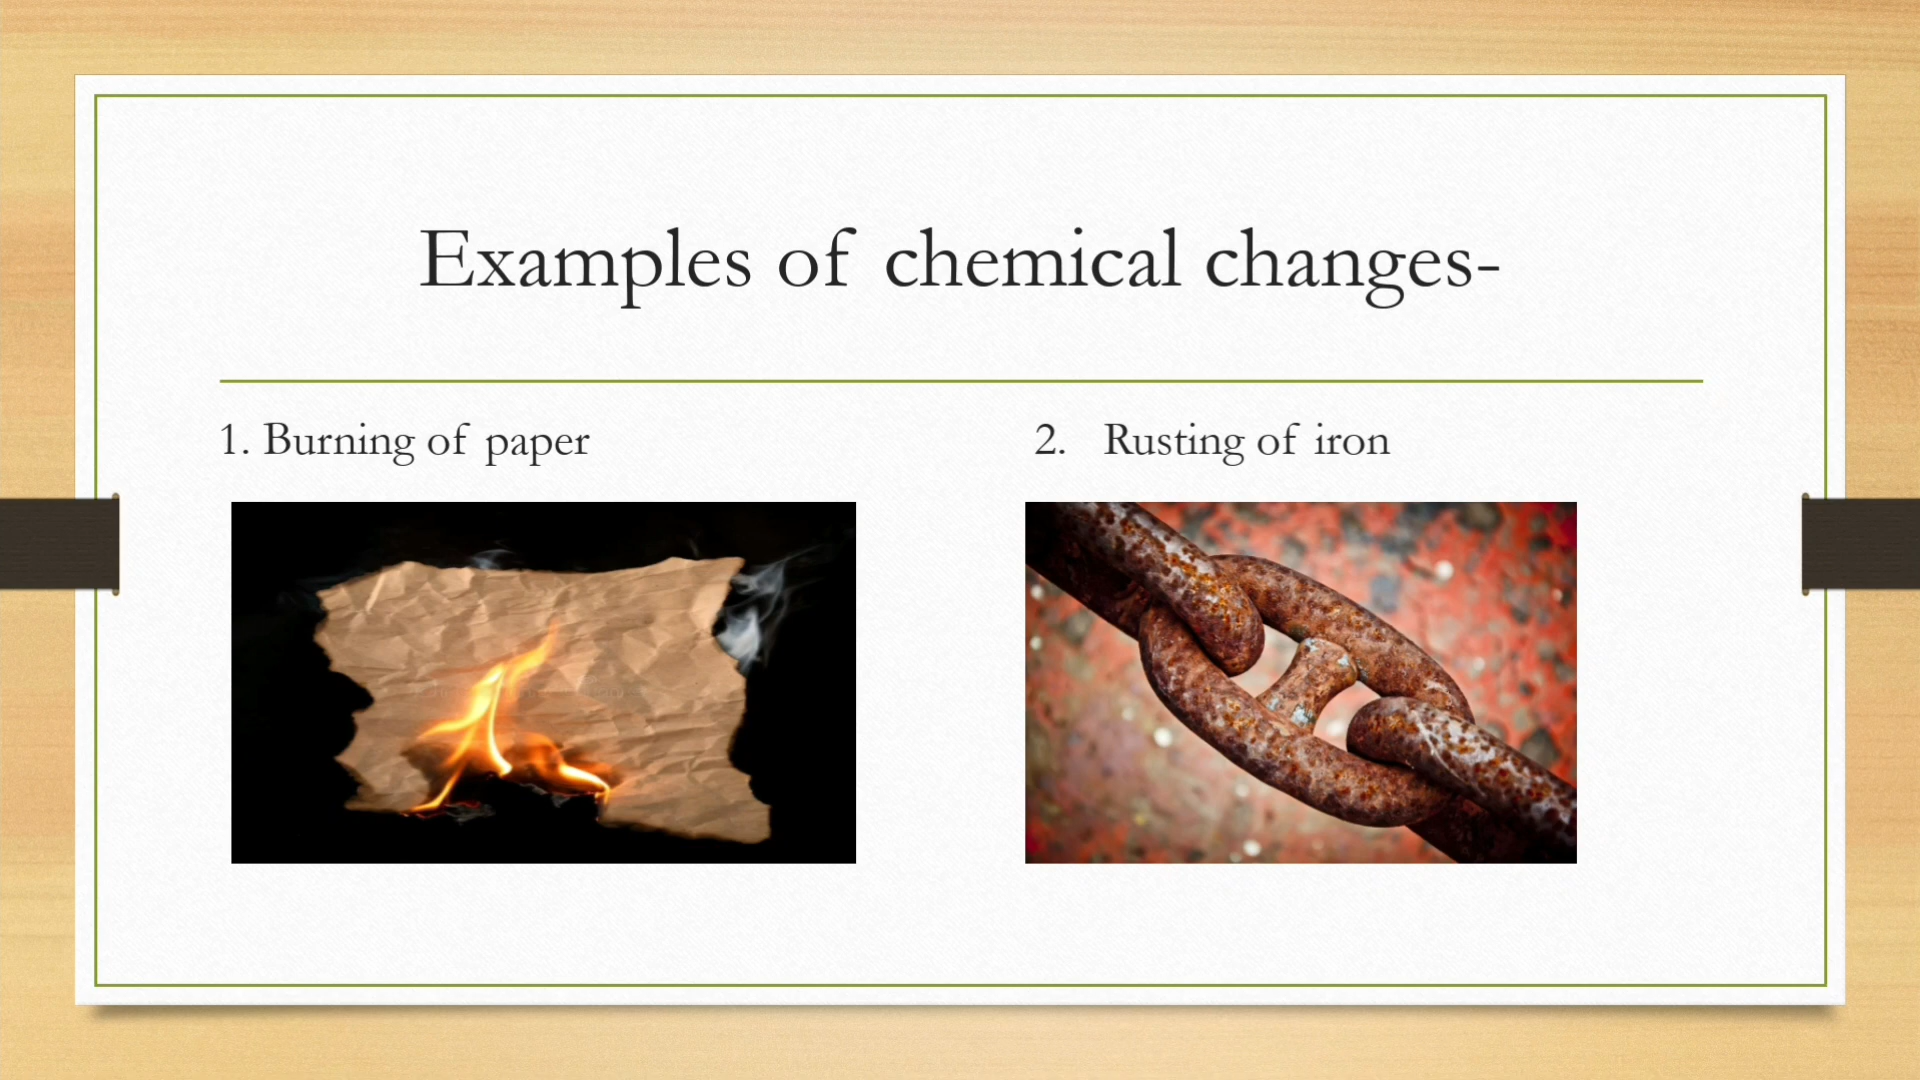 Examples of chemical changes-
1. Burning of paper
2. Rusting of iron